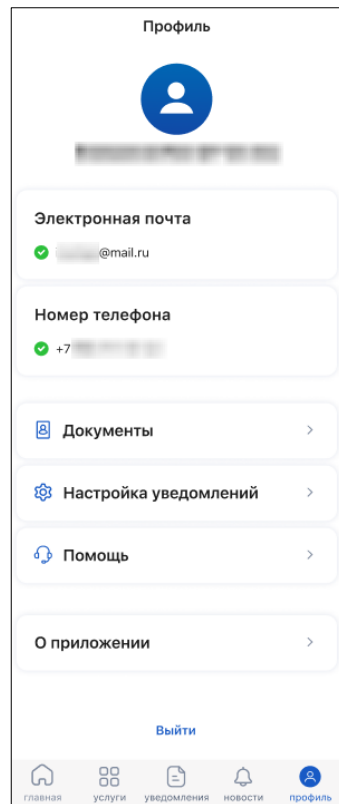 Профиль
Электронная почта
@mail.ru
Номер телефона
+7
Документы
Настройка уведомлений
Помощь
О приложении
Выйти
главная услуги уведомления новости профиль